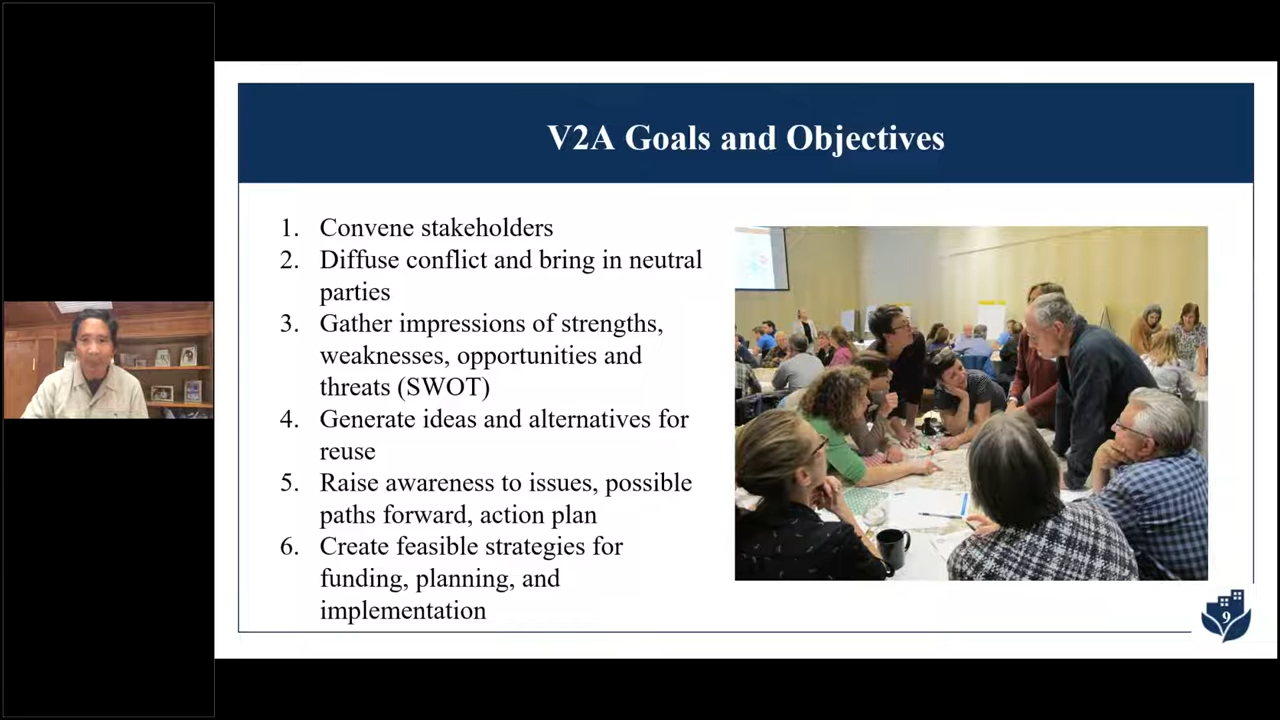 V2A Goals and Objectives
1. Convene stakeholders
2. Diffuse conflict and bring in neutral
parties
3. Gather impressions of strengths,
weaknesses, opportunities and
threats (SWOT)
4. Generate ideas and alternatives for
reuse
5. Raise awareness to issues, possible
paths forward, action plan
6. Create feasible strategies for
funding, planning, and
implementation
9